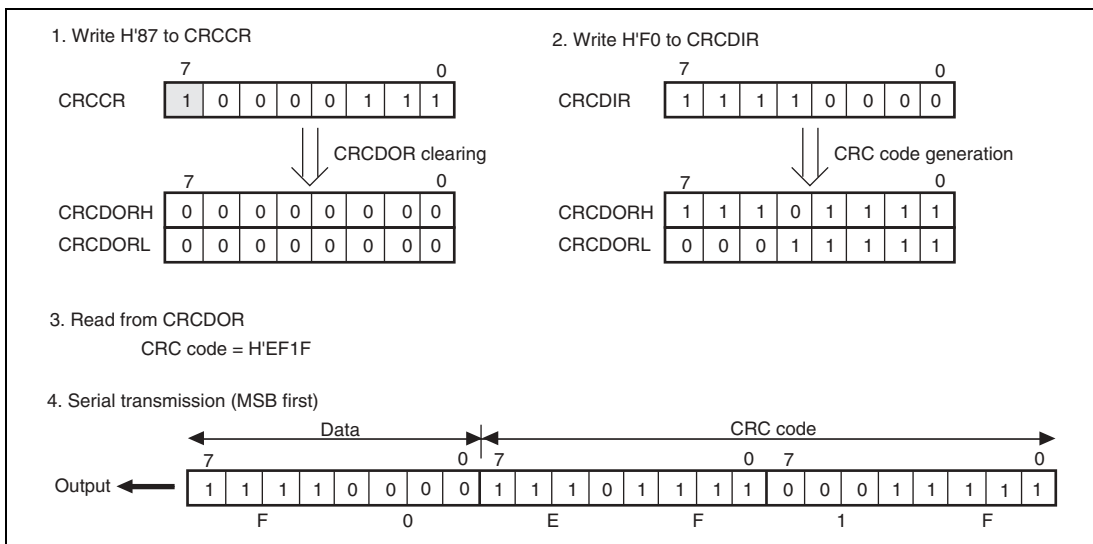 1. Write H'87 to CRCCR
7 0
CRCCR 1 0 0 0 0 1 1 1
CRCDOR clearing
7 0
CRCDORH 0 0 0 0 0 0 0 0
CRCDORL 0 0 0 0 0 0 0 0
2. Write H'F0 to CRCDIR
7 0
CRCDIR 1 1 1 1 0 0 0 0
CRC code generation
7 0
CRCDORH 1 1 1 0 1 1 1 1
CRCDORL 0 0 0 1 1 1 1 1
3. Read from CRCDOR
CRC code = H'EF1F
4. Serial transmission (MSB first)
Data CRC code
7 0 7 0 7 0
Output 1 1 1 1 0 0 0 0 1 1 1 0 1 1 1 1 0 0 0 1 1 1 1 1
F 0 E F 1 F